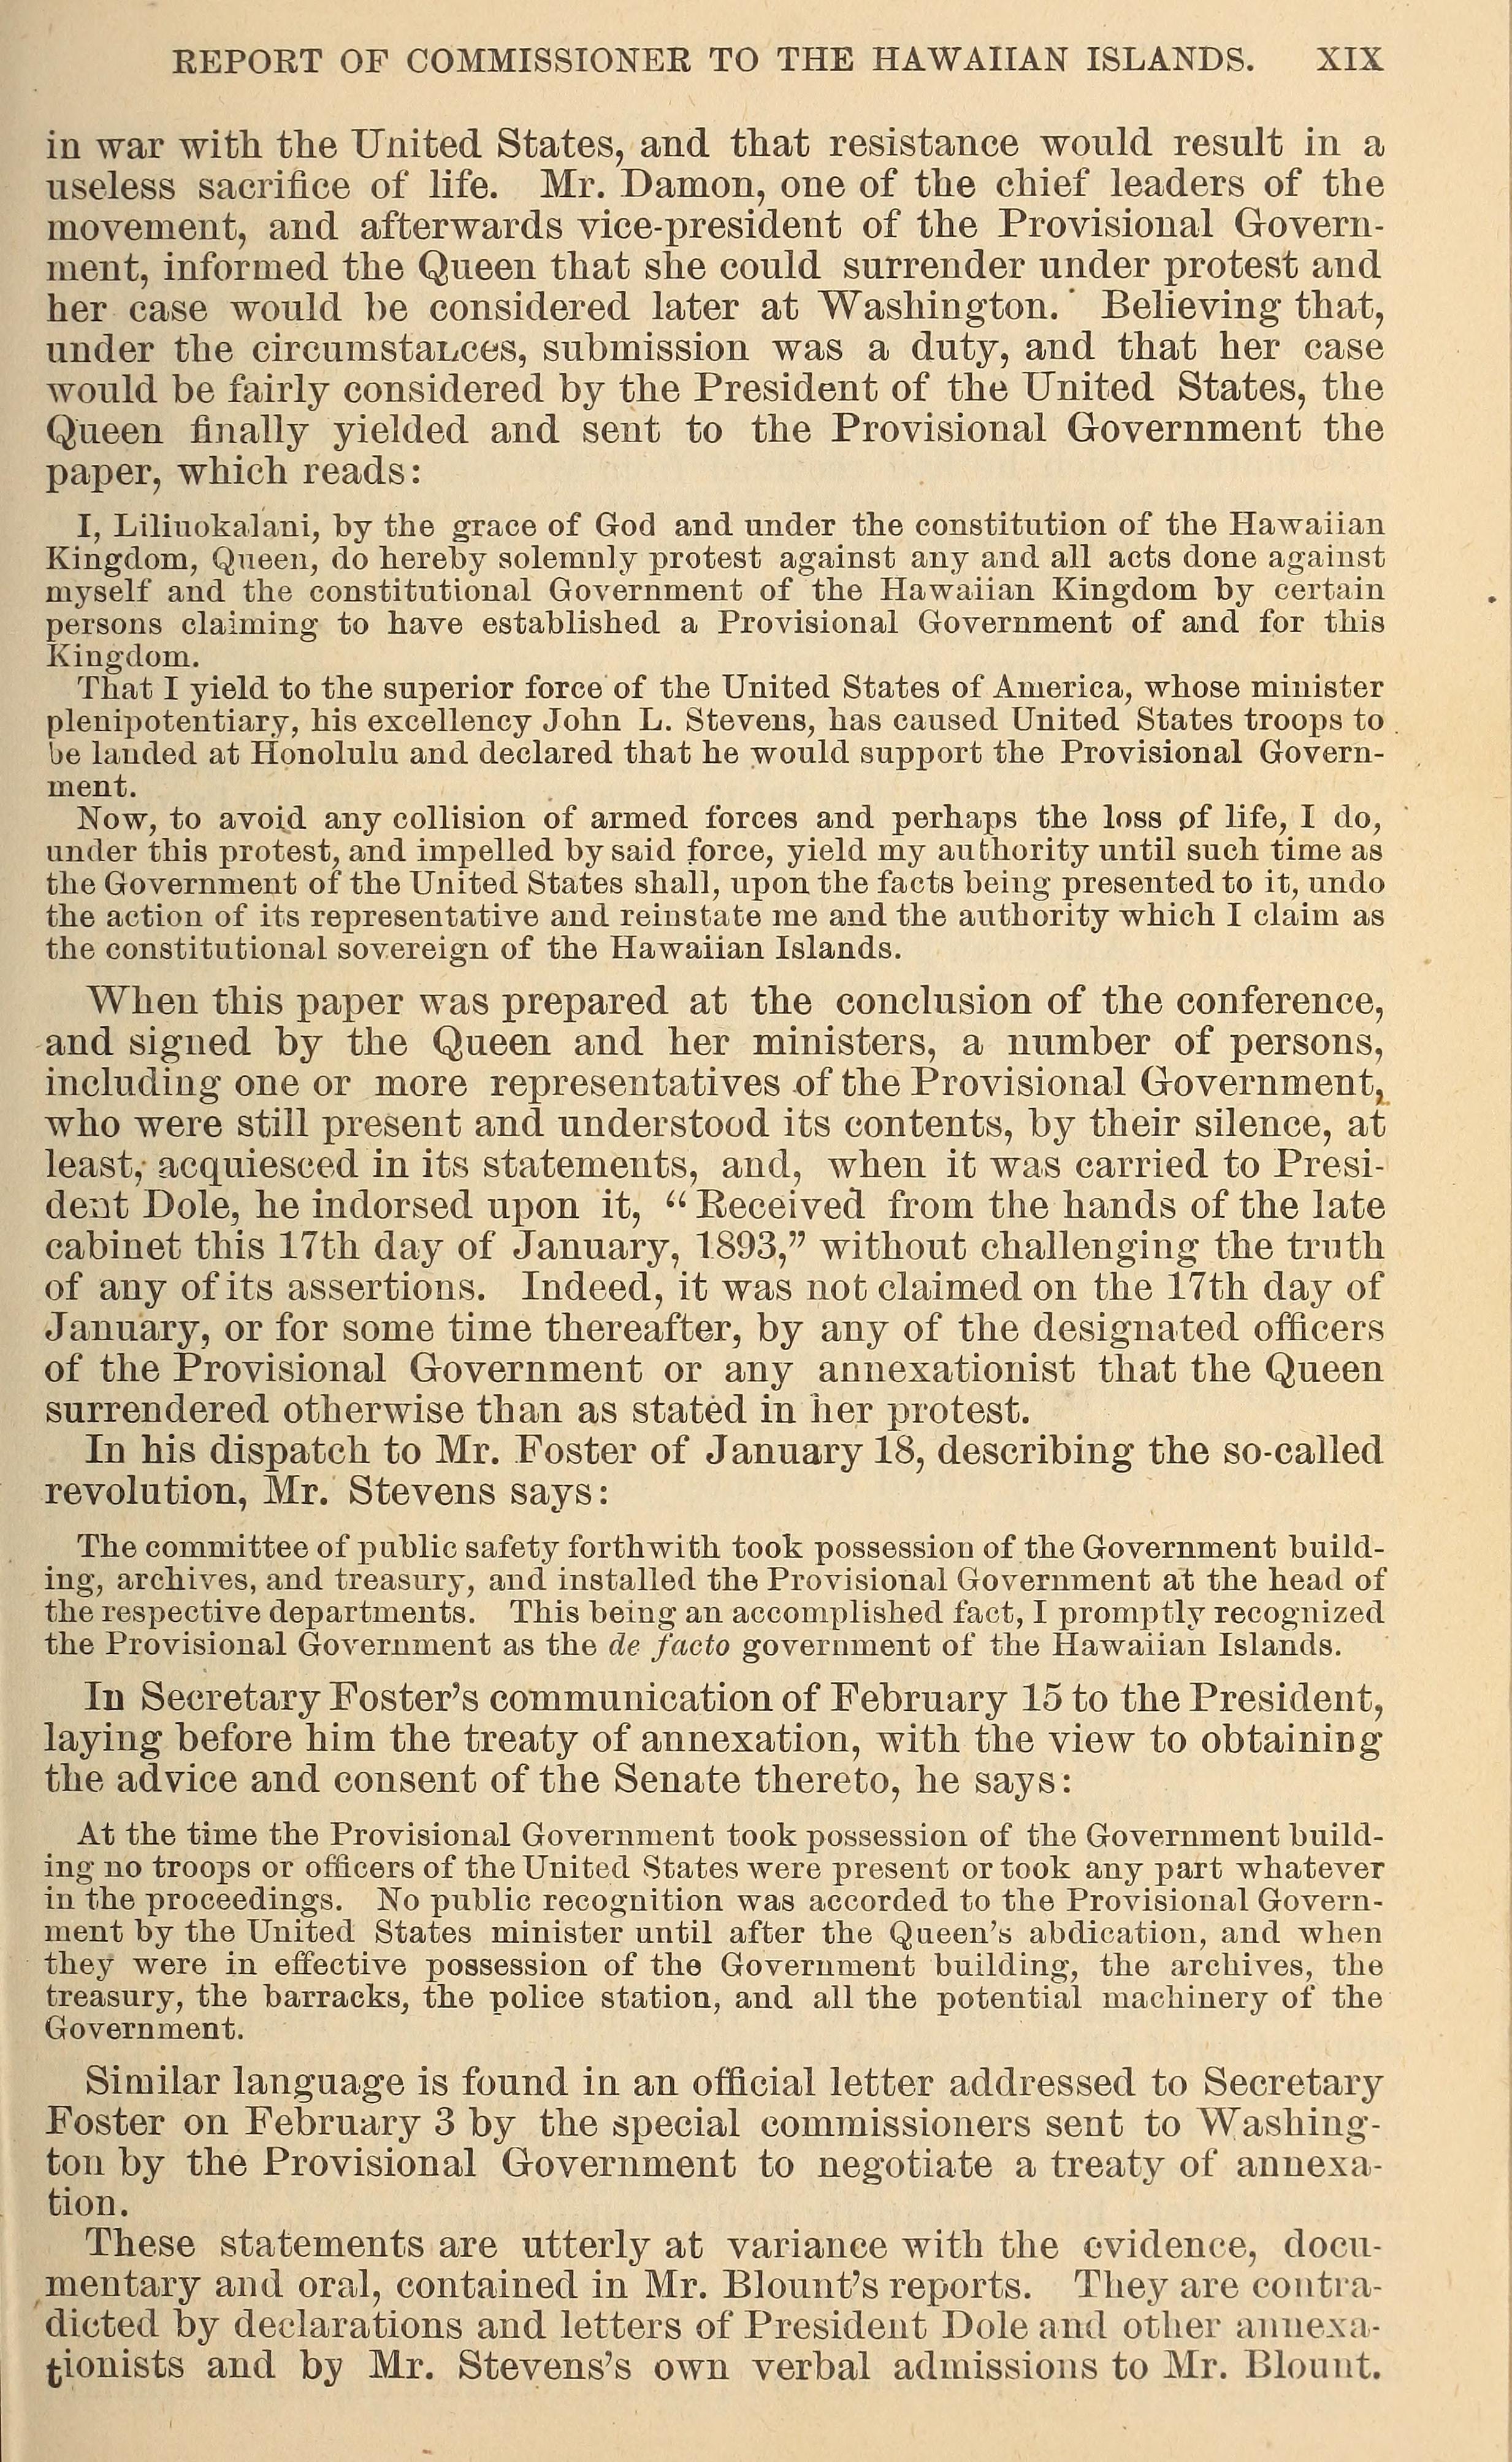 REPORT OF COMMISSIONER TO THE HAWAIIAN ISLANDS. XIX
in war with the United States, and that resistance would result in a
useless sacrifice of life. Mr. Damon, one of the chief leaders of the
movement, and afterwards vice-president of the Provisional Govern-
ment, informed the Queen that she could surrender under protest and
her case would be considered later at Washington. Believing that,
under the circumstances, submission was a duty, and that her case
would be fairly considered by the President of the United States, the
Queen finally yielded and sent to the Provisional Government the
paper, which reads:
I, Liliuokalani, by the grace of God and under the constitution of the Hawaiian
Kingdom, Queen, do hereby solemnly protest against any and all acts done against
myself and the constitutional Government of the Hawaiian Kingdom by certain
persons claiming to have established a Provisional Government of and for this
Kingdom.
That I yield to the superior force of the United States of America, whose minister
plenipotentiary, his excellency John L. Stevens, has caused United States troops to
be landed at Honolulu and declared that he would support the Provisional Govern-
ment.
Now, to avoid any collision of armed forces and perhaps the loss of life, I do,
under this protest, and impelled by said force, yield my authority until such time as
the Government of the United States shall, upon the facts being presented to it, undo
the action of its representative and reinstate me and the authority which I claim as
the constitutional sovereign of the Hawaiian Islands.
When this paper was prepared at the conclusion of the conference,
and signed by the Queen and her ministers, a number of persons,
including one or more representatives of the Provisional Government,
who were still present and understood its contents, by their silence, at
least, acquiesced in its statements, and, when it was carried to Presi-
dent Dole, he indorsed upon it, “Received from the hands of the late
cabinet this 17th day of January, 1893,” without challenging the truth
of any of its assertions. Indeed, it was not claimed on the 17th day of
January, or for some time thereafter, by any of the designated officers
of the Provisional Government or any annexationist that the Queen
surrendered otherwise than as stated in her protest.
In his dispatch to Mr. Foster of January 18, describing the so-called
revolution, Mr. Stevens says:
The committee of public safety forthwith took possession of the Government build-
ing, archives, and treasury, and installed the Provisional Government at the head of
the respective departments. This being an accomplished fact, I promptly recognized
the Provisional Government as the de facto government of the Hawaiian Islands.
In Secretary Foster’s communication of February 15 to the President,
laying before him the treaty of annexation, with the view to obtaining
the advice and consent of the Senate thereto, he says:
At the time the Provisional Government took possession of the Government build-
ing no troops or officers of the United States were present or took any part whatever
in the proceedings. No public recognition was accorded to the Provisional Govern-
ment by the United States minister until after the Queen’s abdication, and when
they were in effective possession of the Government building, the archives, the
treasury, the barracks, the police station, and all the potential machinery of the
Government.
Similar language is found in an official letter addressed to Secretary
Foster on February 3 by the special commissioners sent to Washing-
ton by the Provisional Government to negotiate a treaty of annexa-
tion.
These statements are utterly at variance with the evidence, docu-
mentary and oral, contained in Mr. Blount’s reports. They are contra-
dicted by declarations and letters of President Dole and other annexa-
tionists and by Mr. Stevens’s own verbal admissions to Mr. Blount.